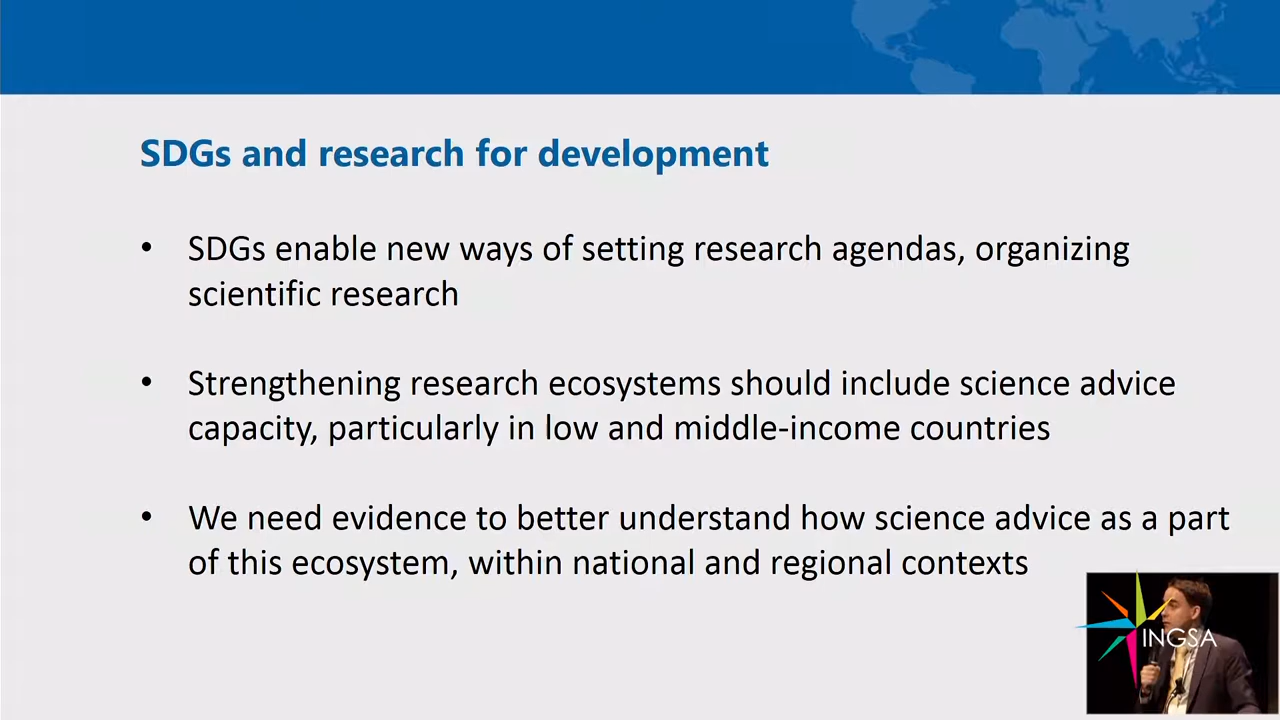 SDGs and research for development
• SDGs enable new ways of setting research agendas, organizing
scientific research
• Strengthening research ecosystems should include science advice
capacity, particularly in low and middle-income countries
• We need evidence to better understand how science advice as a part
of this ecosystem, within national and regional contexts
INGSA